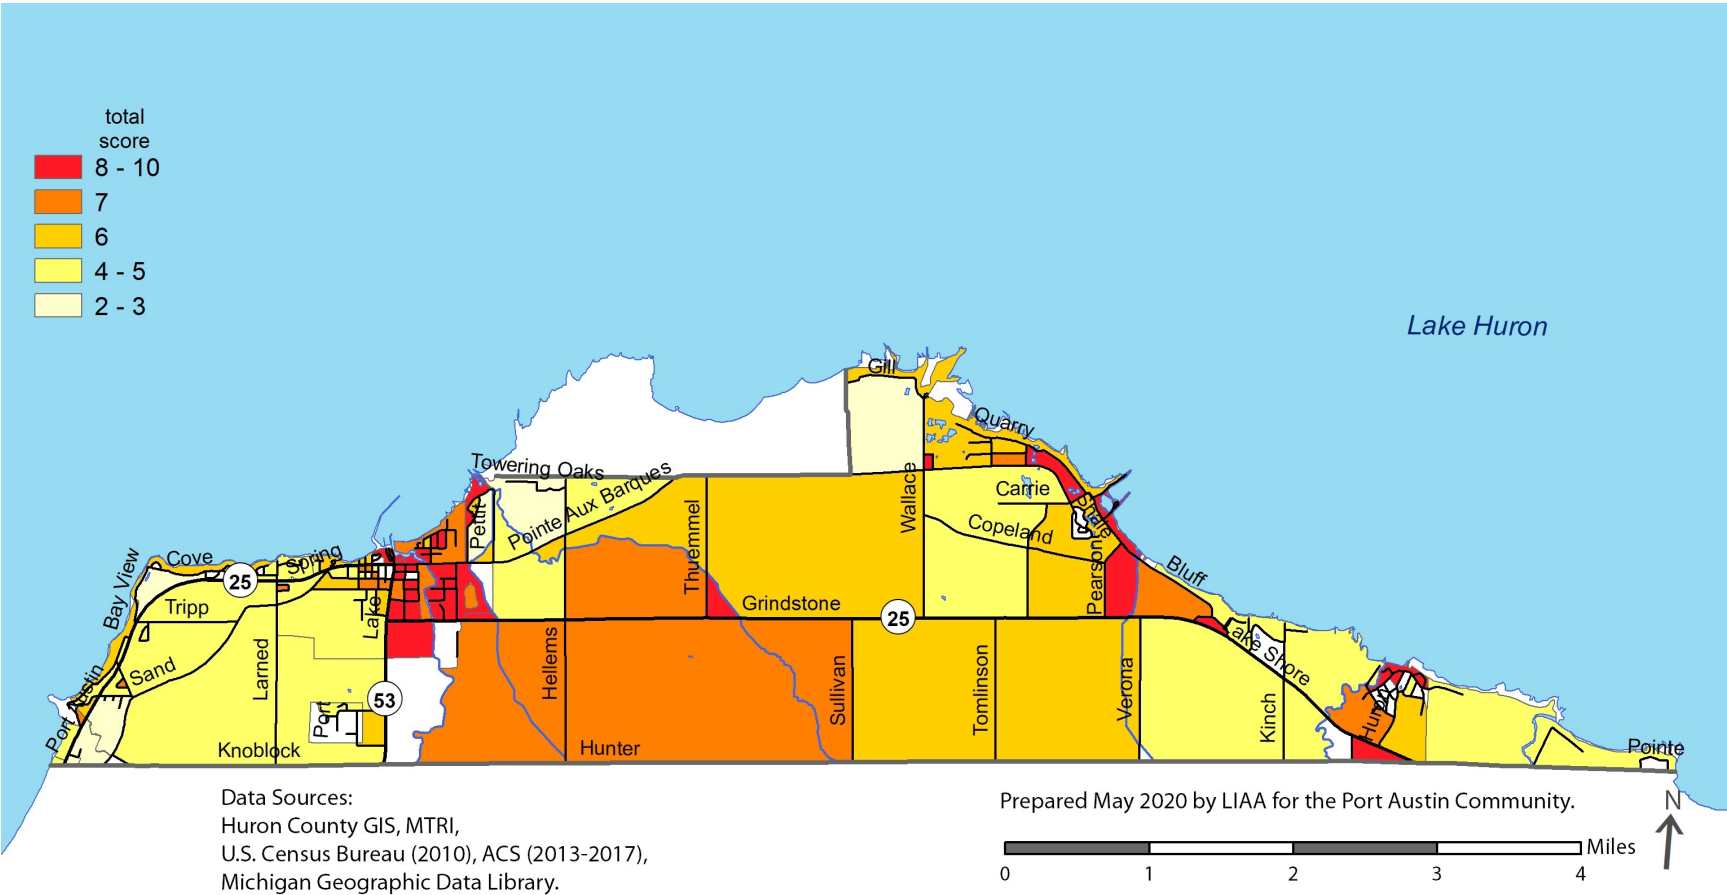 total
score
8 - 10
7
6
4 - 5
2 - 3
Lake Huron
Gill
Quarry
Towering Oaks
Pointe Aux Barques
Petit
Thuemmel
Wallace
Carrie
Copeland
Shale
Pearson
Bluff
Bay View
Cove
Spring
25
Tripp
Lake
Grindstone
25
Sand
Larned
Port Austin
Port
53
Knoblock
Hellems
Hunter
Sullivan
Tomlinson
Verona
Kinch
Lake Shore
Huron
Pointe
Data Sources:
Huron County GIS, MTRI,
U.S. Census Bureau (2010), ACS (2013-2017),
Michigan Geographic Data Library.
Prepared May 2020 by LIAA for the Port Austin Community.
N
Miles
0 1 2 3 4